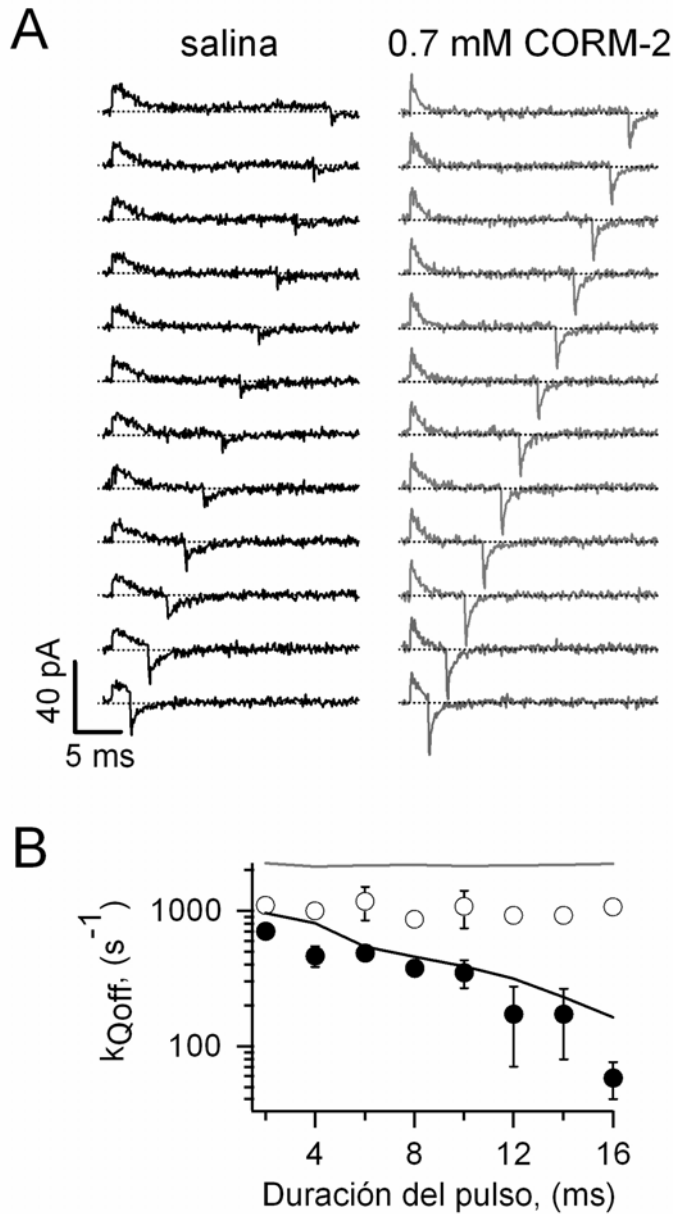 A
salina
0.7 mM CORM-2
40 pA
5 ms
B
kQoff, (s-1)
1000
100
4
8
12
16
Duración del pulso, (ms)